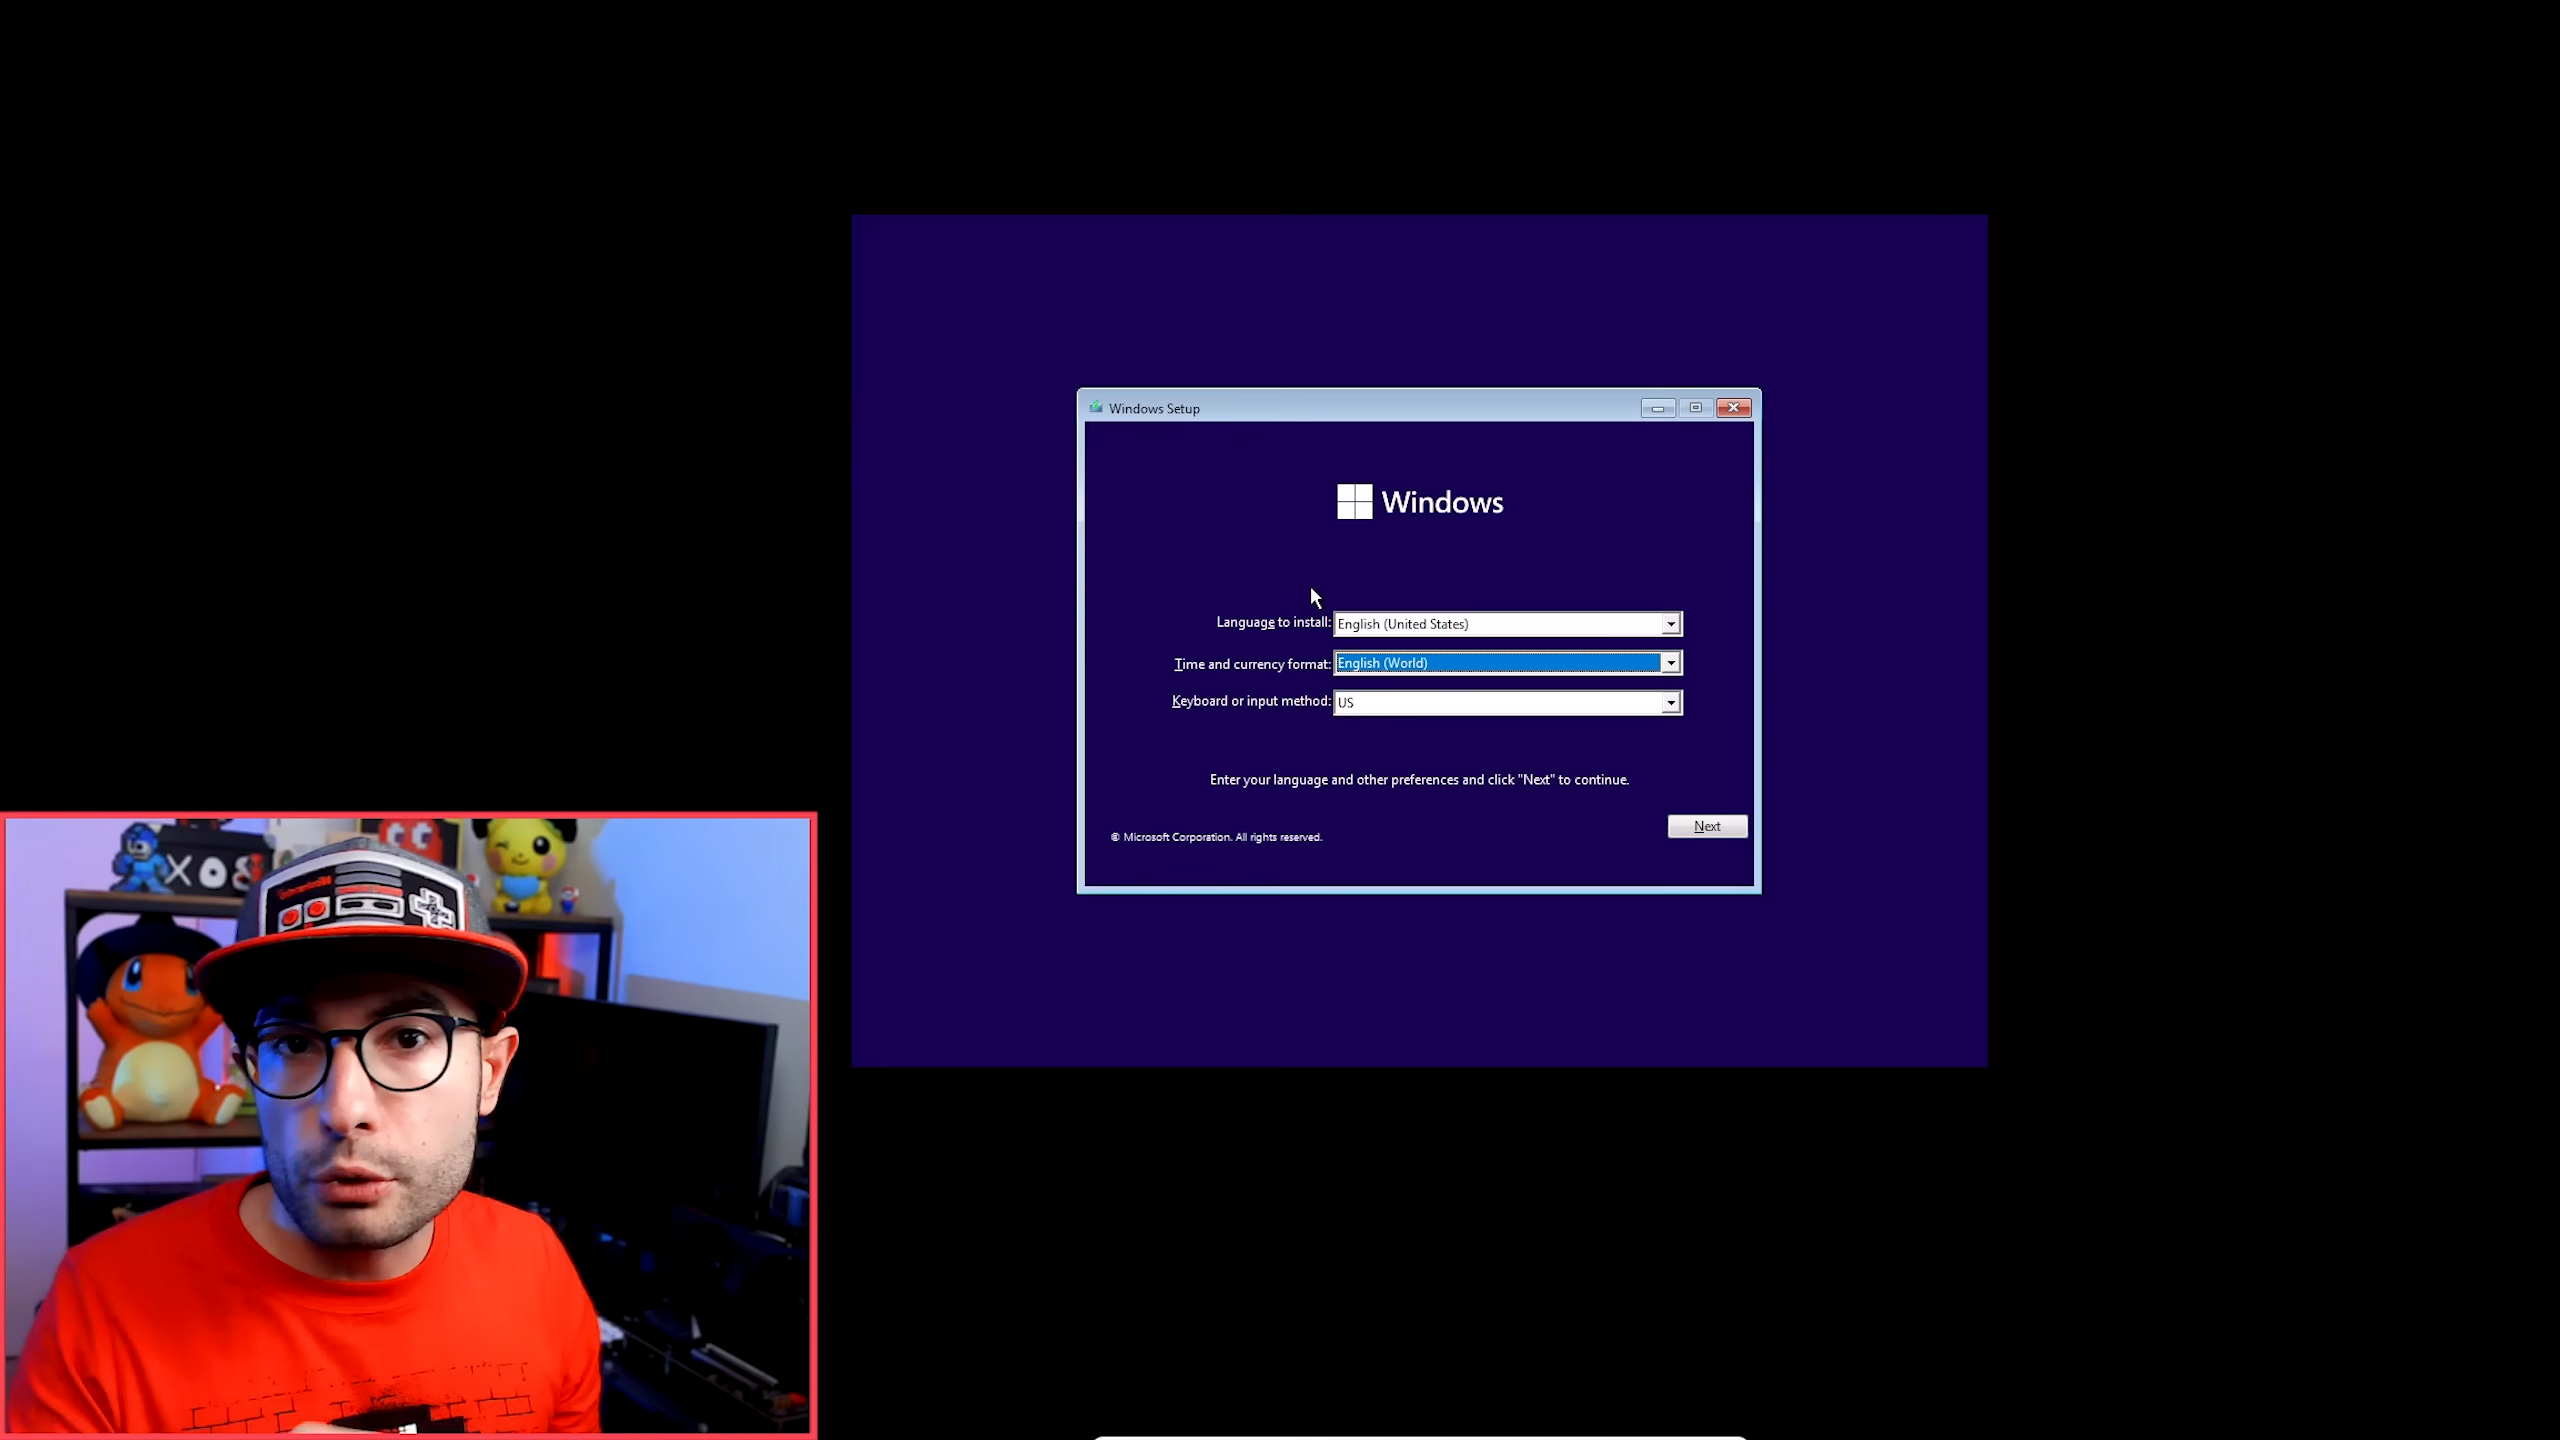 Windows Setup
Windows
Language to install: English (United States)
Time and currency format: English (World)
Keyboard or input method: US
Enter your language and other preferences and click "Next" to continue.
Next
© Microsoft Corporation. All rights reserved.